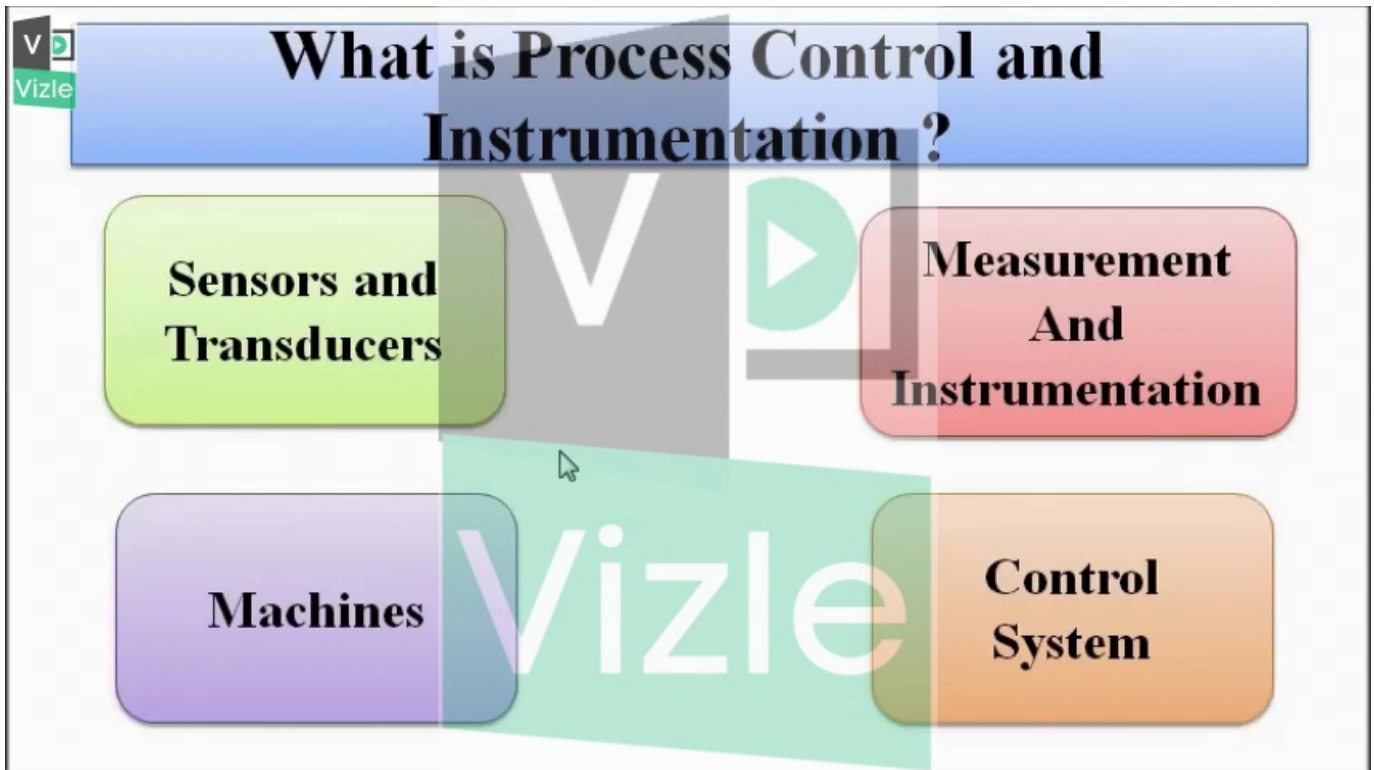 V
Vizle
What is Process Control and
Instrumentation ?
V
Sensors and
Transducers
Measurement
And
Instrumentation
Machines
Vizle
Control
System